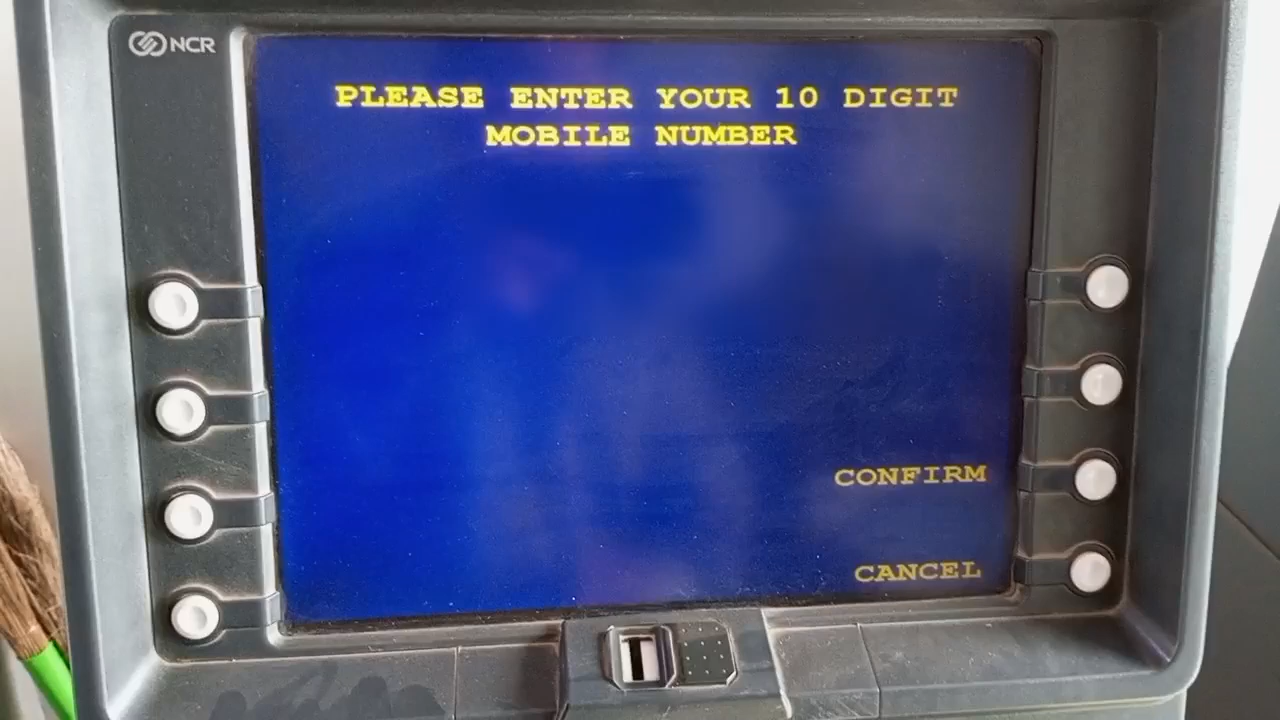 NCR
PLEASE ENTER YOUR 10 DIGIT
MOBILE NUMBER
CONFIRM
CANCEL